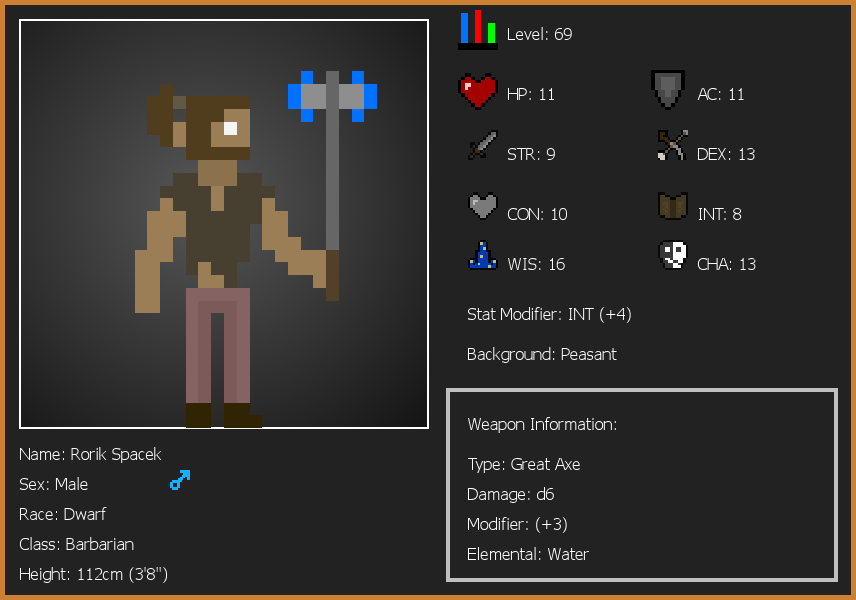 Level: 69
HP: 11
AC: 11
STR: 9
DEX: 13
CON: 10
INT: 8
WIS: 16
CHA: 13
Stat Modifier: INT (+4)
Background: Peasant
Weapon Information:
Type: Great Axe
Damage: d6
Modifier: (+3)
Elemental: Water
Name: Rorik Spacek
Sex: Male
Race: Dwarf
Class: Barbarian
Height: 112cm (3'8")